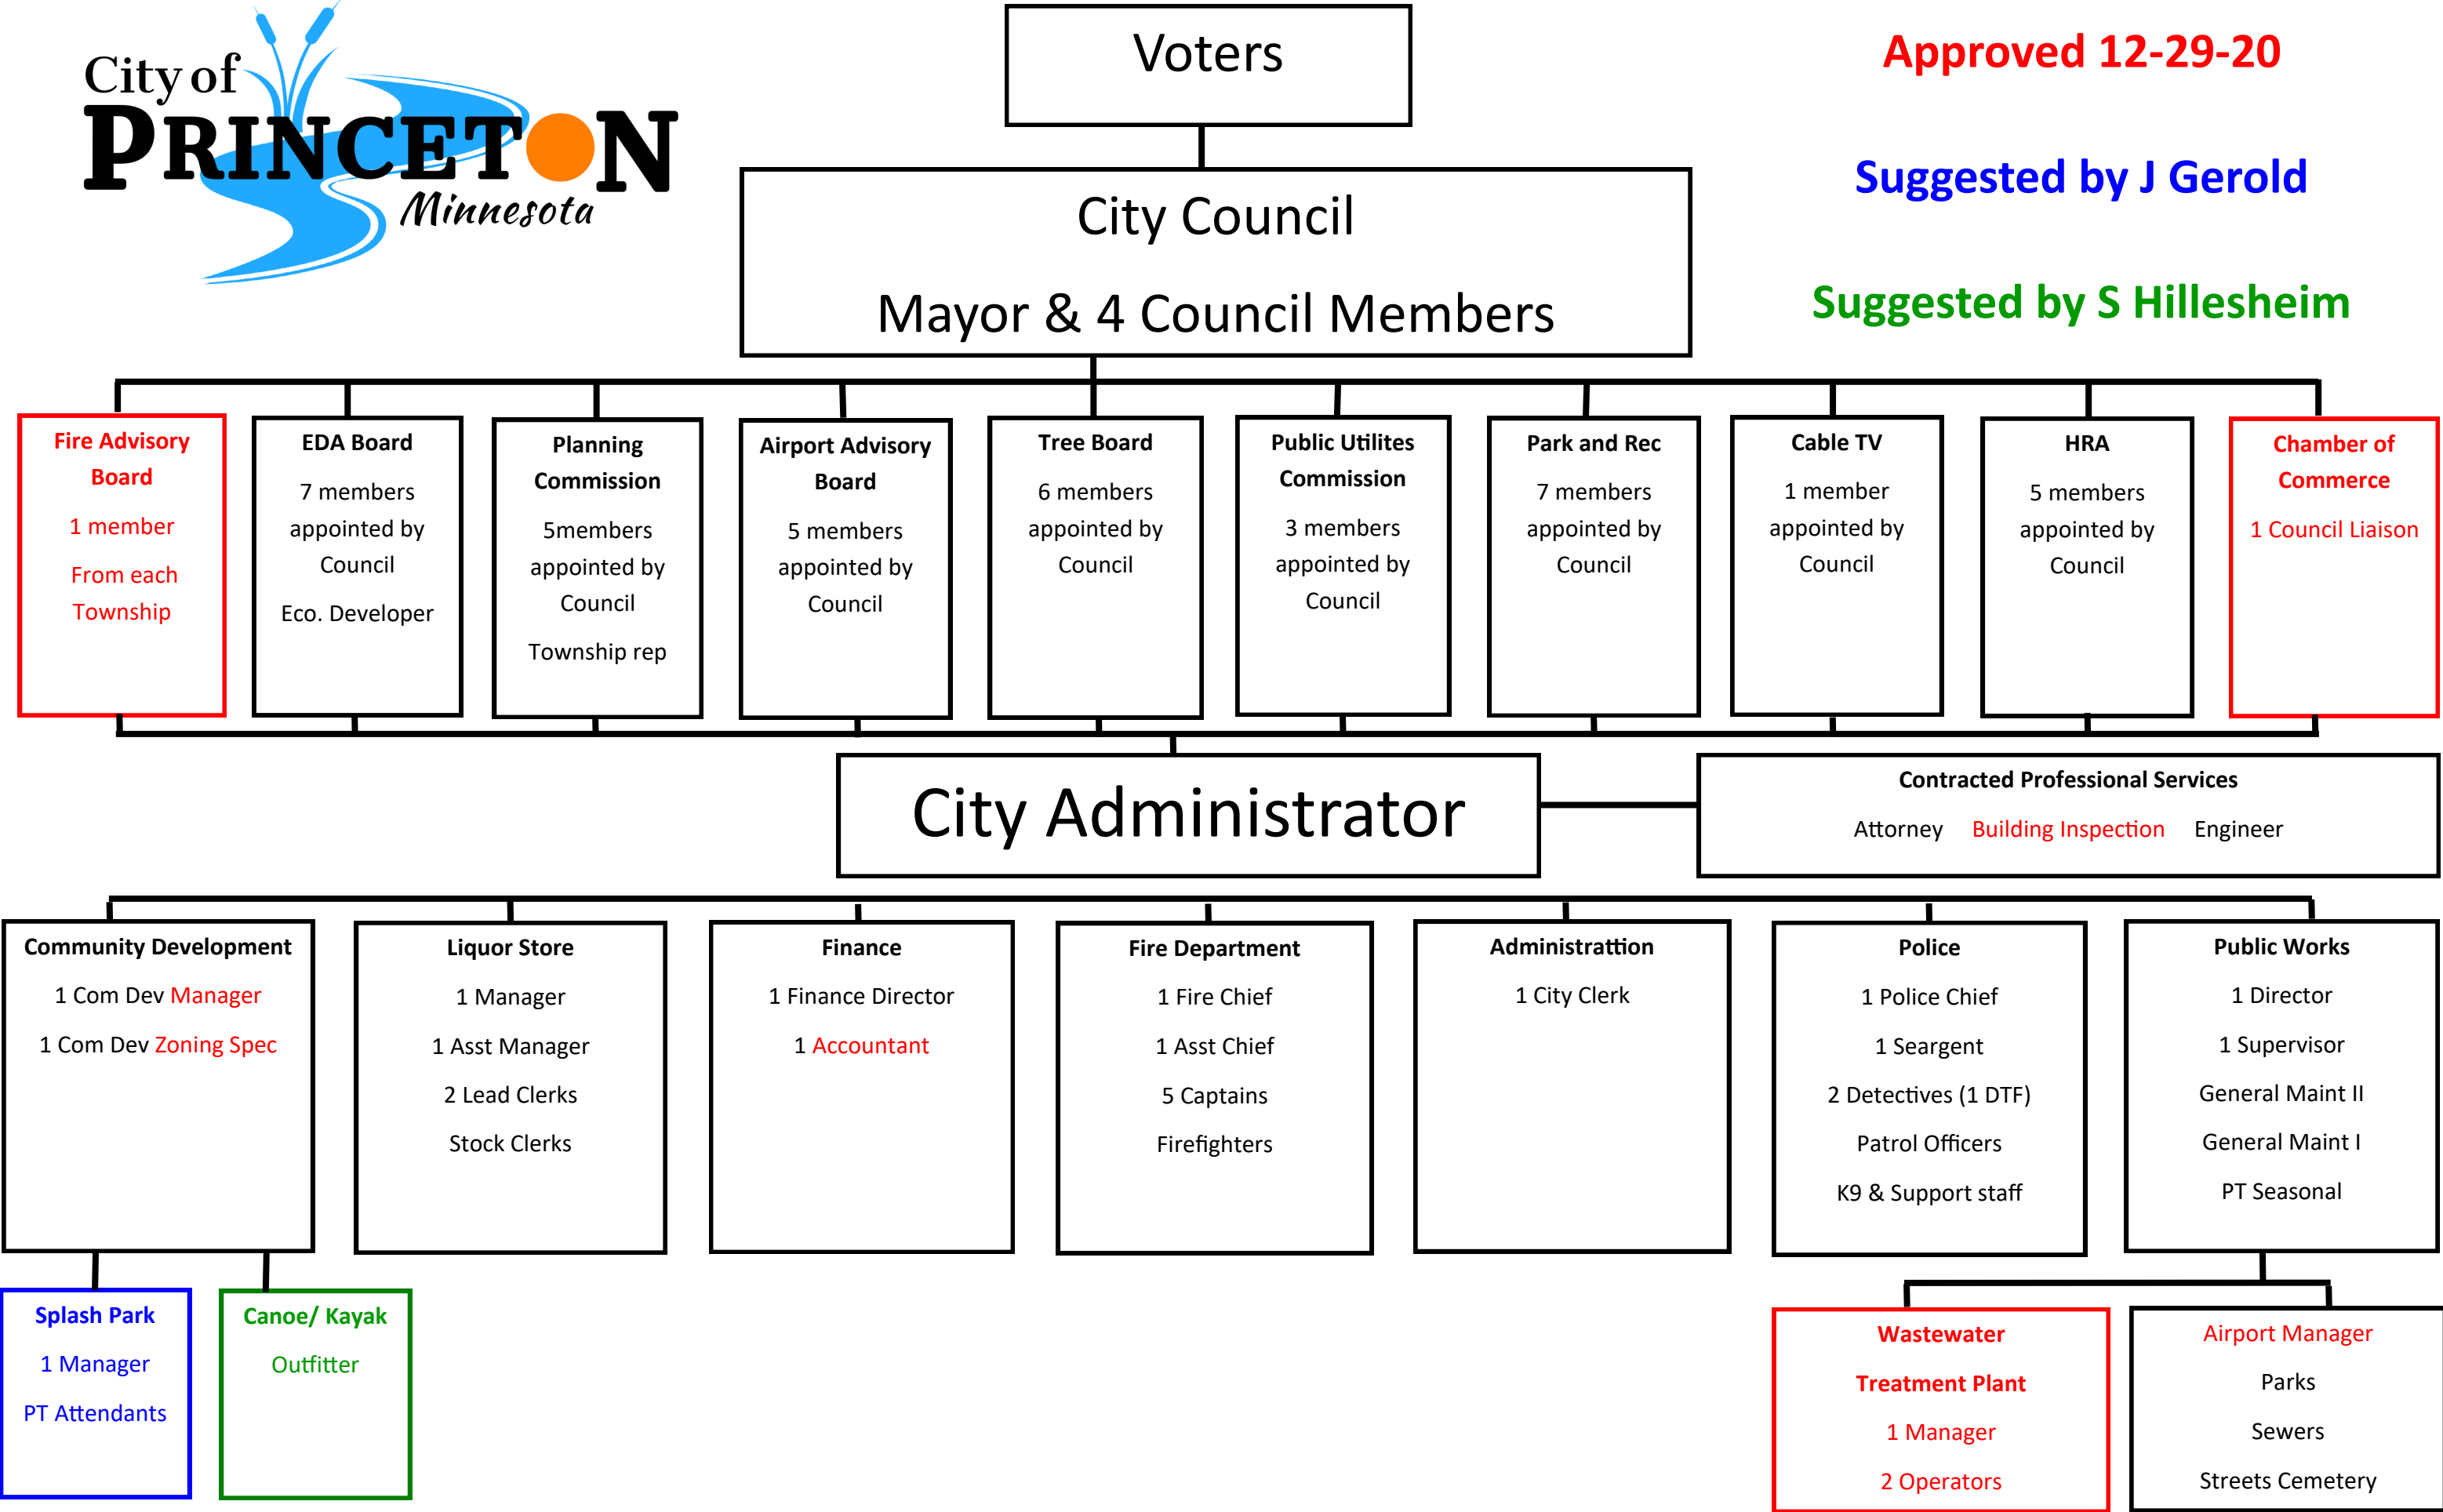 City of
PRINCETON
Minnesota
Voters
Approved 12-29-20
Suggested by J Gerold
Suggested by S Hillesheim
City Council
Mayor & 4 Council Members
Fire Advisory
Board
1 member
From each
Township
EDA Board
7 members
appointed by
Council
Eco. Developer
Planning
Commission
5members
appointed by
Council
Township rep
Airport Advisory
Board
5 members
appointed by
Council
Tree Board
6 members
appointed by
Council
Public Utilites
Commission
3 members
appointed by
Council
Park and Rec
7 members
appointed by
Council
Cable TV
1 member
appointed by
Council
HRA
5 members
appointed by
Council
Chamber of
Commerce
1 Council Liaison
City Administrator
Contracted Professional Services
Attorney Building Inspection Engineer
Community Development
1 Com Dev Manager
1 Com Dev Zoning Spec
Liquor Store
1 Manager
1 Asst Manager
2 Lead Clerks
Stock Clerks
Finance
1 Finance Director
1 Accountant
Fire Department
1 Fire Chief
1 Asst Chief
5 Captains
Firefighters
Administrattion
1 City Clerk
Police
1 Police Chief
1 Seargent
2 Detectives (1 DTF)
Patrol Officers
K9 & Support staff
Public Works
1 Director
1 Supervisor
General Maint II
General Maint I
PT Seasonal
Splash Park
1 Manager
PT Attendants
Canoe/ Kayak
Outfitter
Wastewater
Treatment Plant
1 Manager
2 Operators
Airport Manager
Parks
Sewers
Streets Cemetery